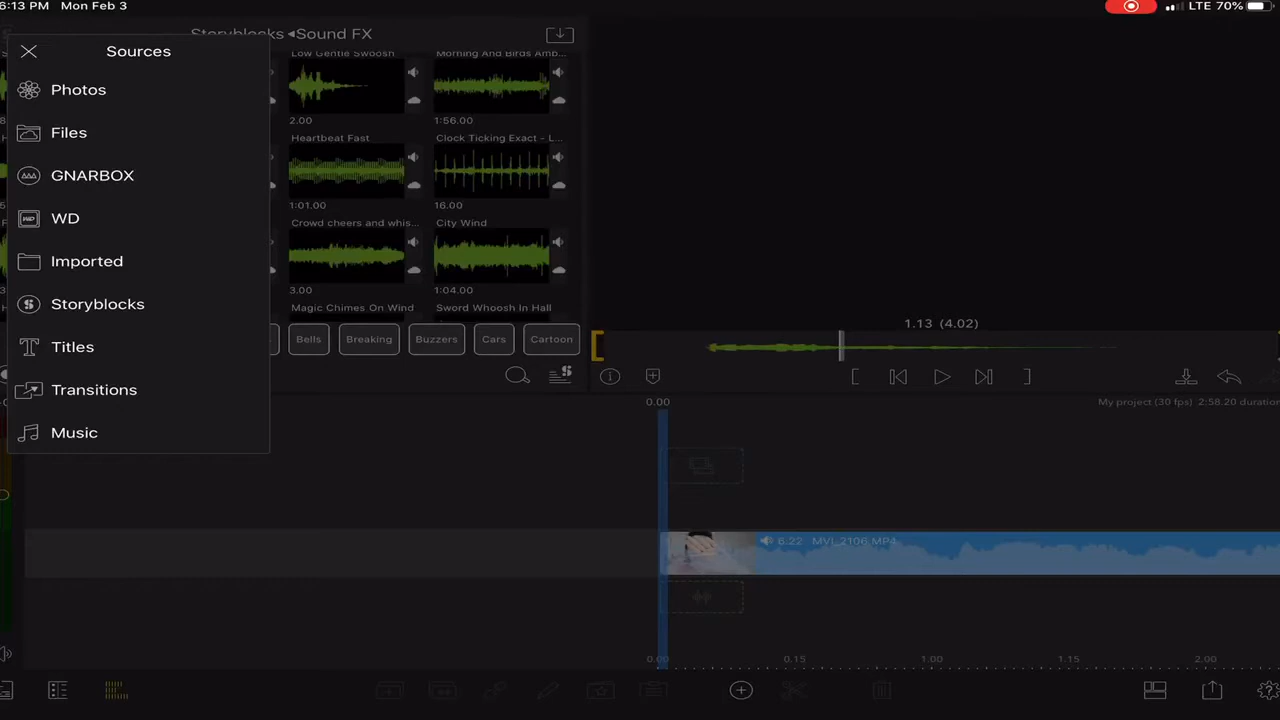 6:13 PM Mon Feb 3
LTE 70%
Storyblocks ◂Sound FX
Sources
Photos
Files
GNARBOX
WD
Imported
Storyblocks
Titles
Transitions
Music
Low Gentle Swoosh
Morning And Birds Amb...
2.00
1:56.00
Heartbeat Fast
Clock Ticking Exact - L...
1:01.00
16.00
Crowd cheers and whis...
City Wind
3.00
1:04.00
Magic Chimes On Wind
Sword Whoosh In Hall
Bells
Breaking
Buzzers
Cars
Cartoon
1.13 (4.02)
0.00
My project (30 fps) 2:58.20 duration
6.22 MVI_2106.MP4
0.00
0.15
1.00
1.15
2.00